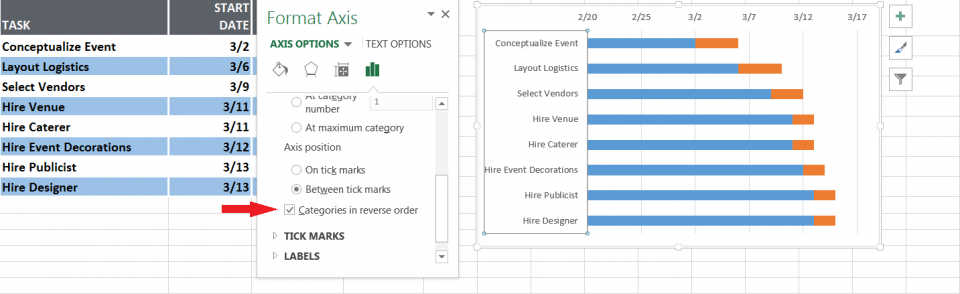 TASK
START
DATE
Conceptualize Event 3/2
Layout Logistics 3/6
Select Vendors 3/9
Hire Venue 3/11
Hire Caterer 3/11
Hire Event Decorations 3/12
Hire Publicist 3/13
Hire Designer 3/13
Format Axis
AXIS OPTIONS TEXT OPTIONS
At category
number
1
At maximum category
Axis position
On tick marks
Between tick marks
Categories in reverse order
TICK MARKS
LABELS
2/20 2/25 3/2 3/7 3/12 3/17
Conceptualize Event
Layout Logistics
Select Vendors
Hire Venue
Hire Caterer
Hire Event Decorations
Hire Publicist
Hire Designer